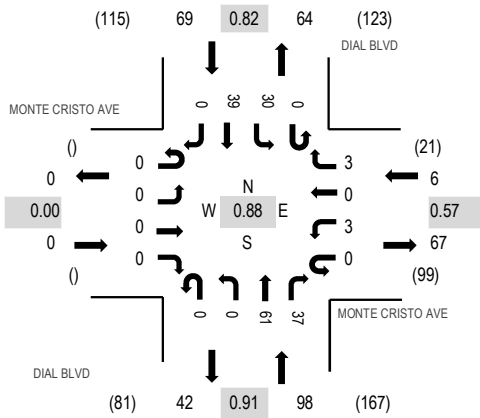 (115) 69 0.82 64 (123)
DIAL BLVD
MONTE CRISTO AVE
0 39 30 0
() 0 3 (21)
0 N 6
0 0
0.00 W 0.88 E 0.57
0 0 S 3 67
() 0 0 (99)
0 0 61 37
MONTE CRISTO AVE
DIAL BLVD
(81) 42 0.91 98 (167)